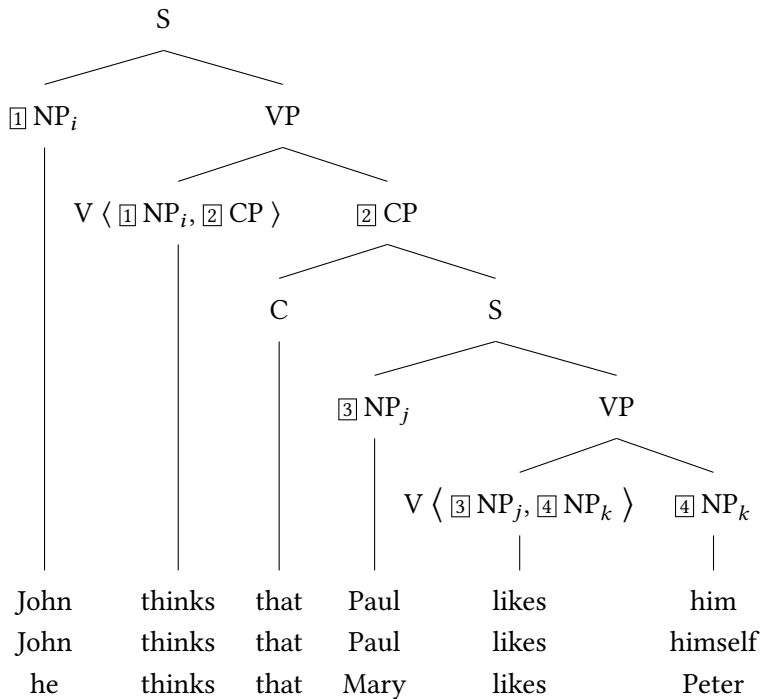 S
1 NPi VP
V ⟨ 1 NPi, 2 CP ⟩ 2 CP
C S
3 NPj VP
V ⟨ 3 NPj, 4 NPk ⟩ 4 NPk
John thinks that Paul likes him
John thinks that Paul likes himself
he thinks that Mary likes Peter